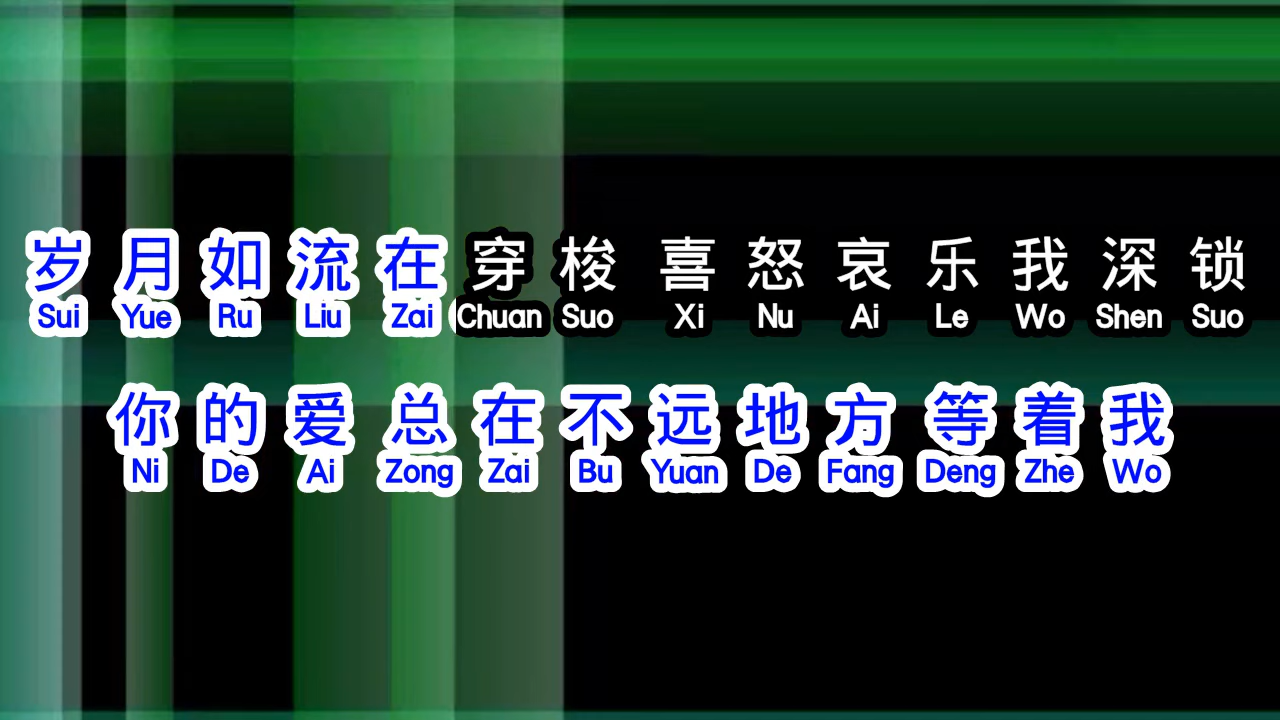 岁月如流在穿梭 喜怒哀乐我深锁
Sui Yue Ru Liu Zai Chuan Suo Xi Nu Ai Le Wo Shen Suo
你的爱 总在不远地方 等着我
Ni De Ai Zong Zai Bu Yuan De Fang Deng Zhe Wo